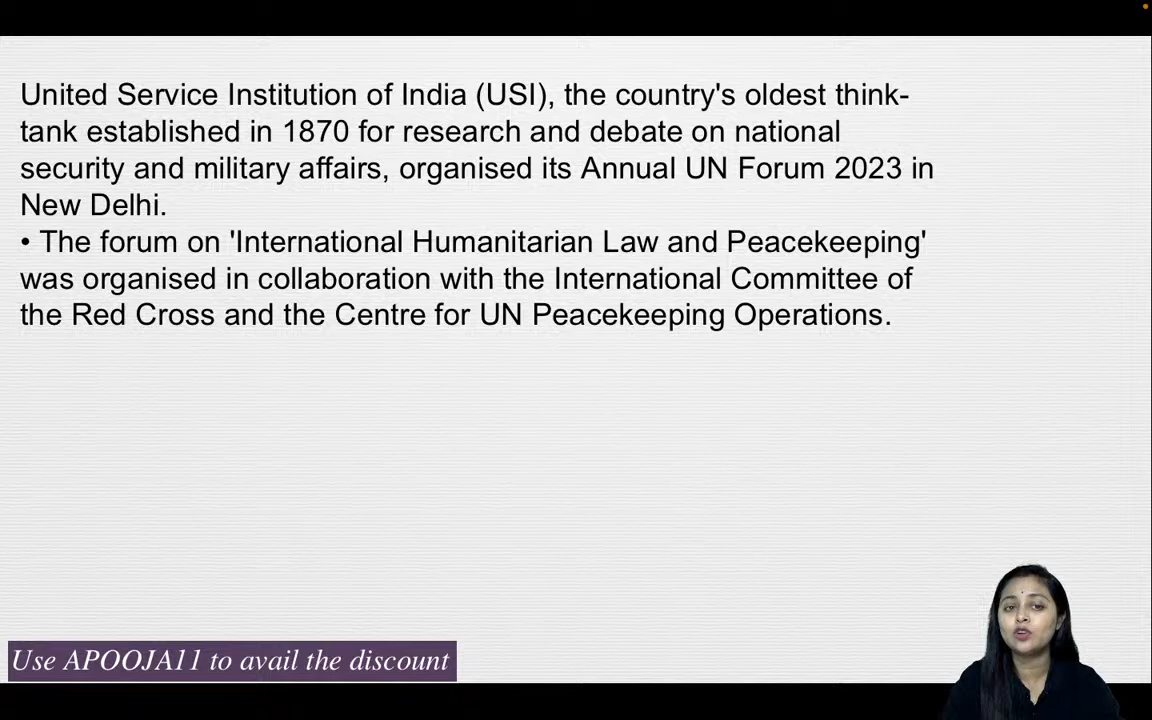 United Service Institution of India (USI), the country's oldest think-
tank established in 1870 for research and debate on national
security and military affairs, organised its Annual UN Forum 2023 in
New Delhi.
• The forum on 'International Humanitarian Law and Peacekeeping'
was organised in collaboration with the International Committee of
the Red Cross and the Centre for UN Peacekeeping Operations.
Use APOOJA11 to avail the discount